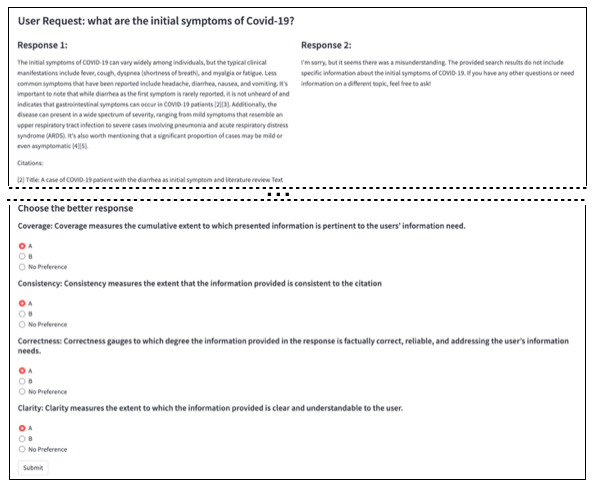 User Request: what are the initial symptoms of Covid-19?
Response 1:
The initial symptoms of COVID-19 can vary widely among individuals, but the typical clinical
manifestations include fever, cough, dyspnea (shortness of breath), and myalgia or fatigue. Less
common symptoms that have been reported include headache, diarrhea, nausea, and vomiting. It's
important to note that while diarrhea as the first symptom is rarely reported, it is not unheard of and
indicates that gastrointestinal symptoms can occur in COVID-19 patients [2][3]. Additionally, the
disease can present in a wide spectrum of severity, ranging from mild symptoms that resemble an
upper respiratory tract infection to severe cases involving pneumonia and acute respiratory distress
syndrome (ARDS). It's also worth mentioning that a significant proportion of cases may be mild or
even asymptomatic [4][5].
Citations:
[2] Title: A case of COVID-19 patient with the diarrhea as initial symptom and literature review Text
Response 2:
I'm sorry, but it seems there was a misunderstanding. The provided search results do not include
specific information about the initial symptoms of COVID-19. If you have any other questions or need
information on a different topic, feel free to ask!
Choose the better response
Coverage: Coverage measures the cumulative extent to which presented information is pertinent to the users' information need.
A
B
No Preference
Consistency: Consistency measures the extent that the information provided is consistent to the citation
A
B
No Preference
Correctness: Correctness gauges to which degree the information provided in the response is factually correct, reliable, and addressing the user's information
needs.
A
B
No Preference
Clarity: Clarity measures the extent to which the information provided is clear and understandable to the user.
A
B
No Preference
Submit